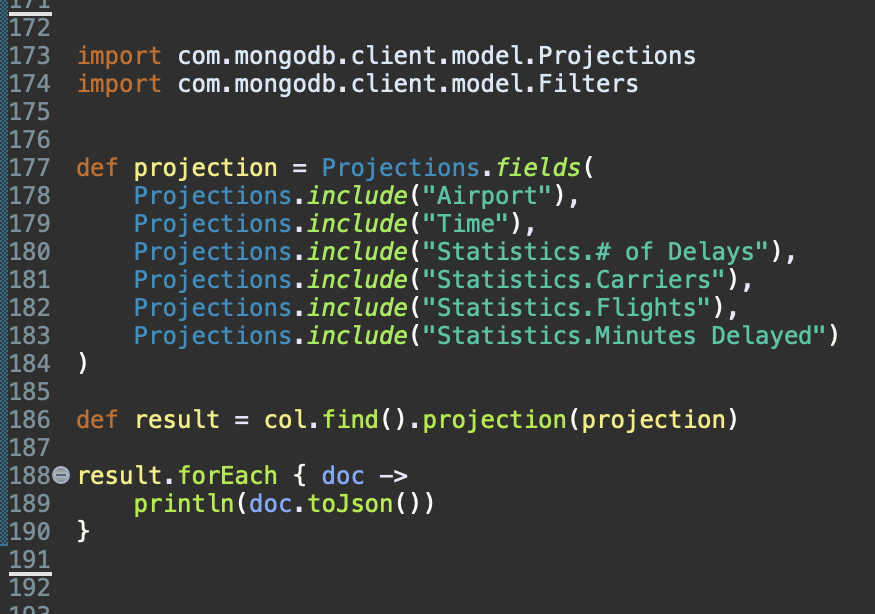 171
172
173 import com.mongodb.client.model.Projections
174 import com.mongodb.client.model.Filters
175
176
177 def projection = Projections.fields(
178     Projections.include("Airport"),
179     Projections.include("Time"),
180     Projections.include("Statistics.# of Delays"),
181     Projections.include("Statistics.Carriers"),
182     Projections.include("Statistics.Flights"),
183     Projections.include("Statistics.Minutes Delayed")
184 )
185
186 def result = col.find().projection(projection)
187
188 result.forEach { doc ->
189     println(doc.toJson())
190 }
191
192
193